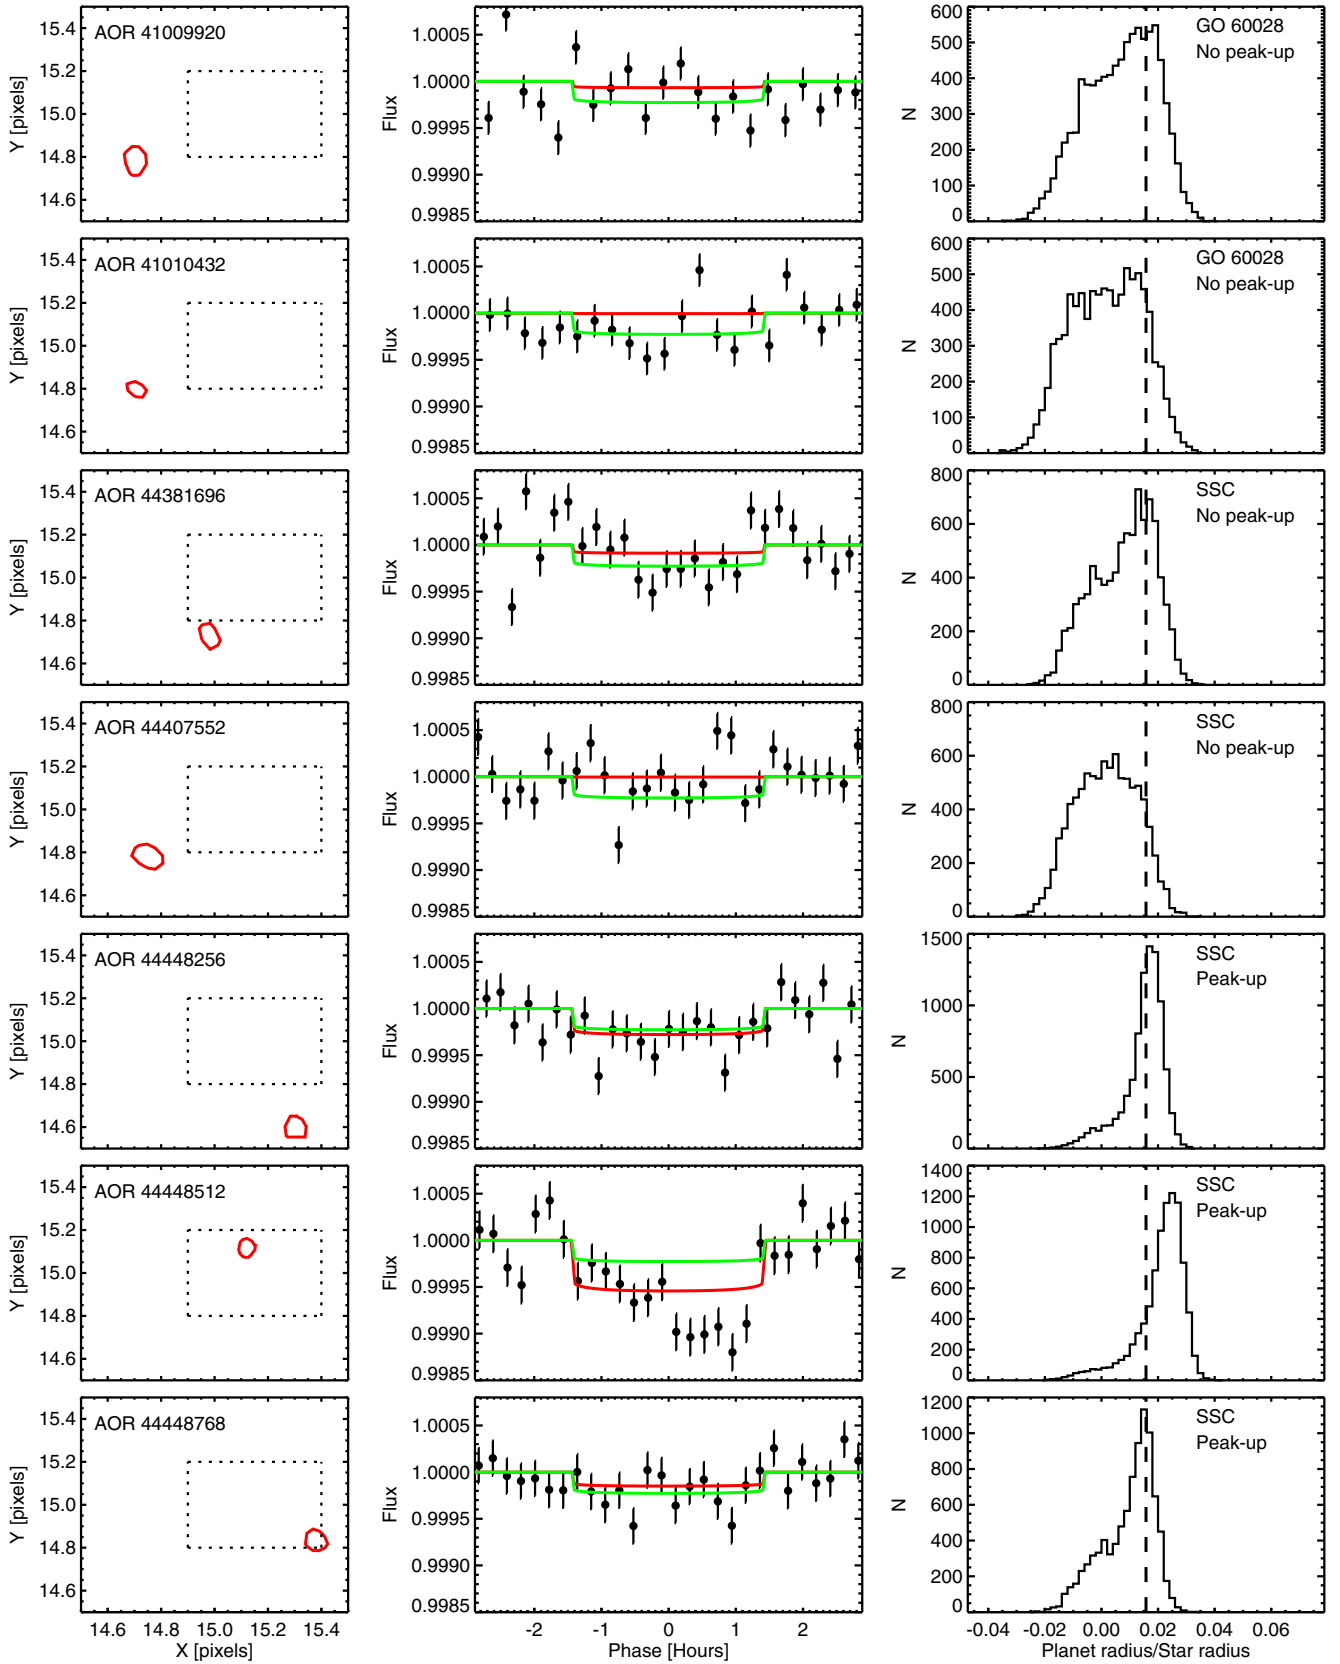 15.4
15.2
15.0
14.8
14.6
Y [pixels]
AOR 41009920
1.0005
1.0000
0.9995
0.9990
0.9985
Flux
600
500
400
300
200
100
0
N
GO 60028
No peak-up
15.4
15.2
15.0
14.8
14.6
Y [pixels]
AOR 41010432
1.0005
1.0000
0.9995
0.9990
0.9985
Flux
600
500
400
300
200
100
0
N
GO 60028
No peak-up
15.4
15.2
15.0
14.8
14.6
Y [pixels]
AOR 44381696
1.0005
1.0000
0.9995
0.9990
0.9985
Flux
800
600
400
200
0
N
SSC
No peak-up
15.4
15.2
15.0
14.8
14.6
Y [pixels]
AOR 44407552
1.0005
1.0000
0.9995
0.9990
0.9985
Flux
800
600
400
200
0
N
SSC
No peak-up
15.4
15.2
15.0
14.8
14.6
Y [pixels]
AOR 44448256
1.0005
1.0000
0.9995
0.9990
0.9985
Flux
1500
1000
500
0
N
SSC
Peak-up
15.4
15.2
15.0
14.8
14.6
Y [pixels]
AOR 44448512
1.0005
1.0000
0.9995
0.9990
0.9985
Flux
1400
1200
1000
800
600
400
200
0
N
SSC
Peak-up
15.4
15.2
15.0
14.8
14.6
Y [pixels]
AOR 44448768
14.6 14.8 15.0 15.2 15.4
X [pixels]
1.0005
1.0000
0.9995
0.9990
0.9985
Flux
-2 -1 0 1 2
Phase [Hours]
1200
1000
800
600
400
200
0
N
SSC
Peak-up
-0.04 -0.02 0.00 0.02 0.04 0.06
Planet radius/Star radius